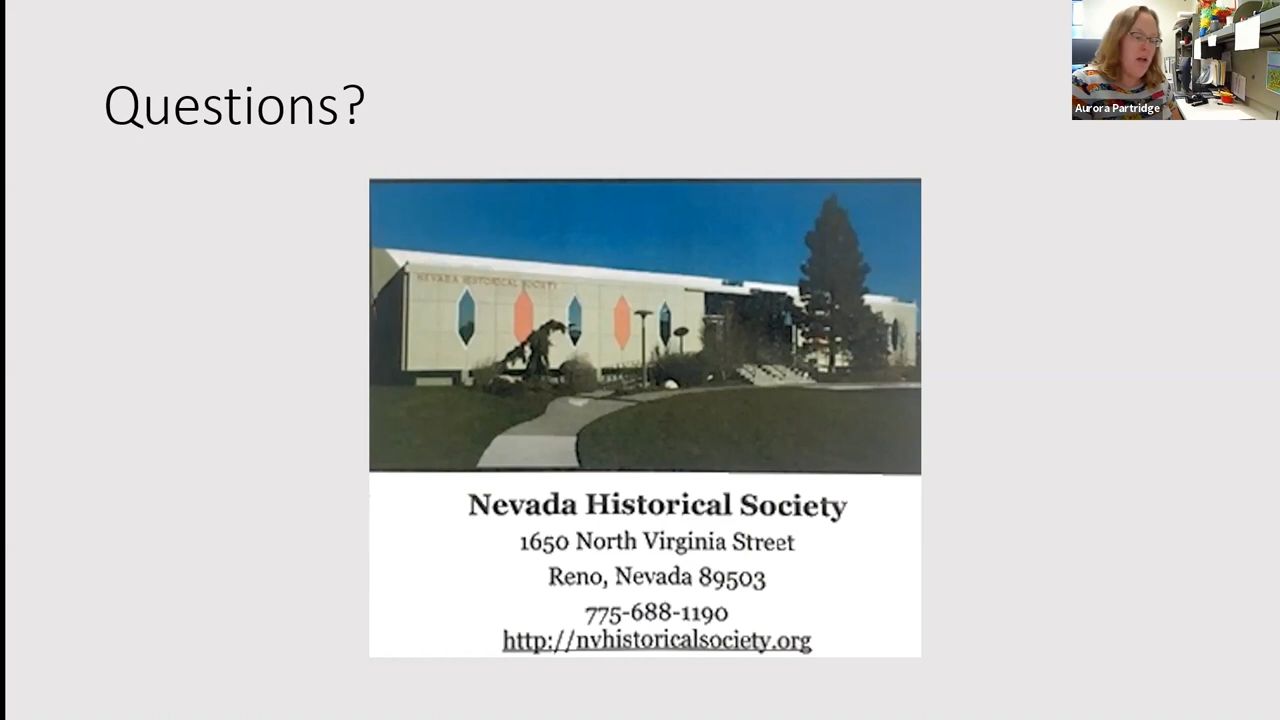 Questions?
Aurora Partridge
NEVADA HISTORICAL SOCIETY
Nevada Historical Society
1650 North Virginia Street
Reno, Nevada 89503
775-688-1190
http://nvhistoricalsociety.org